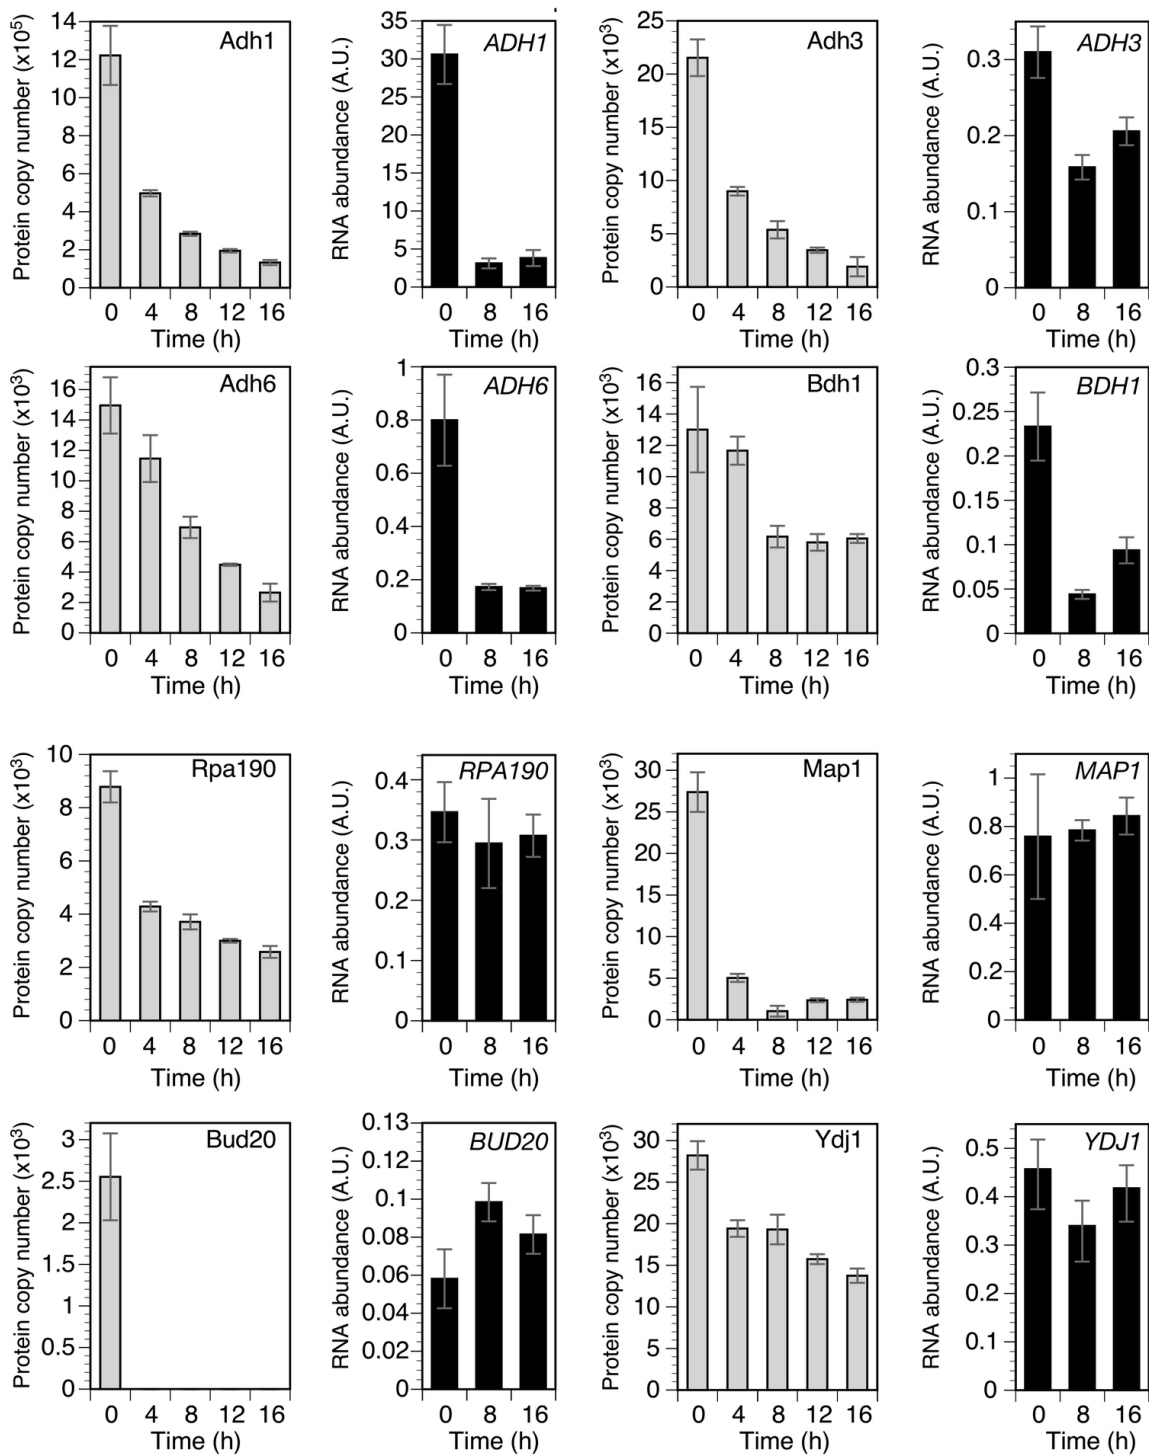 Protein copy number (x10⁵)
14
12
10
8
6
4
2
0
Adh1
0 4 8 12 16
Time (h)
RNA abundance (A.U.)
35
30
25
20
15
10
5
0
ADH1
0 8 16
Time (h)
Protein copy number (x10³)
25
20
15
10
5
0
Adh3
0 4 8 12 16
Time (h)
RNA abundance (A.U.)
0.3
0.2
0.1
0
ADH3
0 8 16
Time (h)
Protein copy number (x10³)
16
14
12
10
8
6
4
2
0
Adh6
0 4 8 12 16
Time (h)
RNA abundance (A.U.)
1
0.8
0.6
0.4
0.2
0
ADH6
0 8 16
Time (h)
Protein copy number (x10³)
16
14
12
10
8
6
4
2
0
Bdh1
0 4 8 12 16
Time (h)
RNA abundance (A.U.)
0.3
0.25
0.2
0.15
0.1
0.05
0
BDH1
0 8 16
Time (h)
Protein copy number (x10³)
10
8
6
4
2
0
Rpa190
0 4 8 12 16
Time (h)
RNA abundance (A.U.)
0.4
0.3
0.2
0.1
0
RPA190
0 8 16
Time (h)
Protein copy number (x10³)
30
25
20
15
10
5
0
Map1
0 4 8 12 16
Time (h)
RNA abundance (A.U.)
1
0.8
0.6
0.4
0.2
0
MAP1
0 8 16
Time (h)
Protein copy number (x10³)
3
2.5
2
1.5
1
0.5
0
Bud20
0 4 8 12 16
Time (h)
RNA abundance (A.U.)
0.13
0.12
0.1
0.08
0.06
0.04
0.02
0
BUD20
0 8 16
Time (h)
Protein copy number (x10³)
30
25
20
15
10
5
0
Ydj1
0 4 8 12 16
Time (h)
RNA abundance (A.U.)
0.5
0.4
0.3
0.2
0.1
0
YDJ1
0 8 16
Time (h)